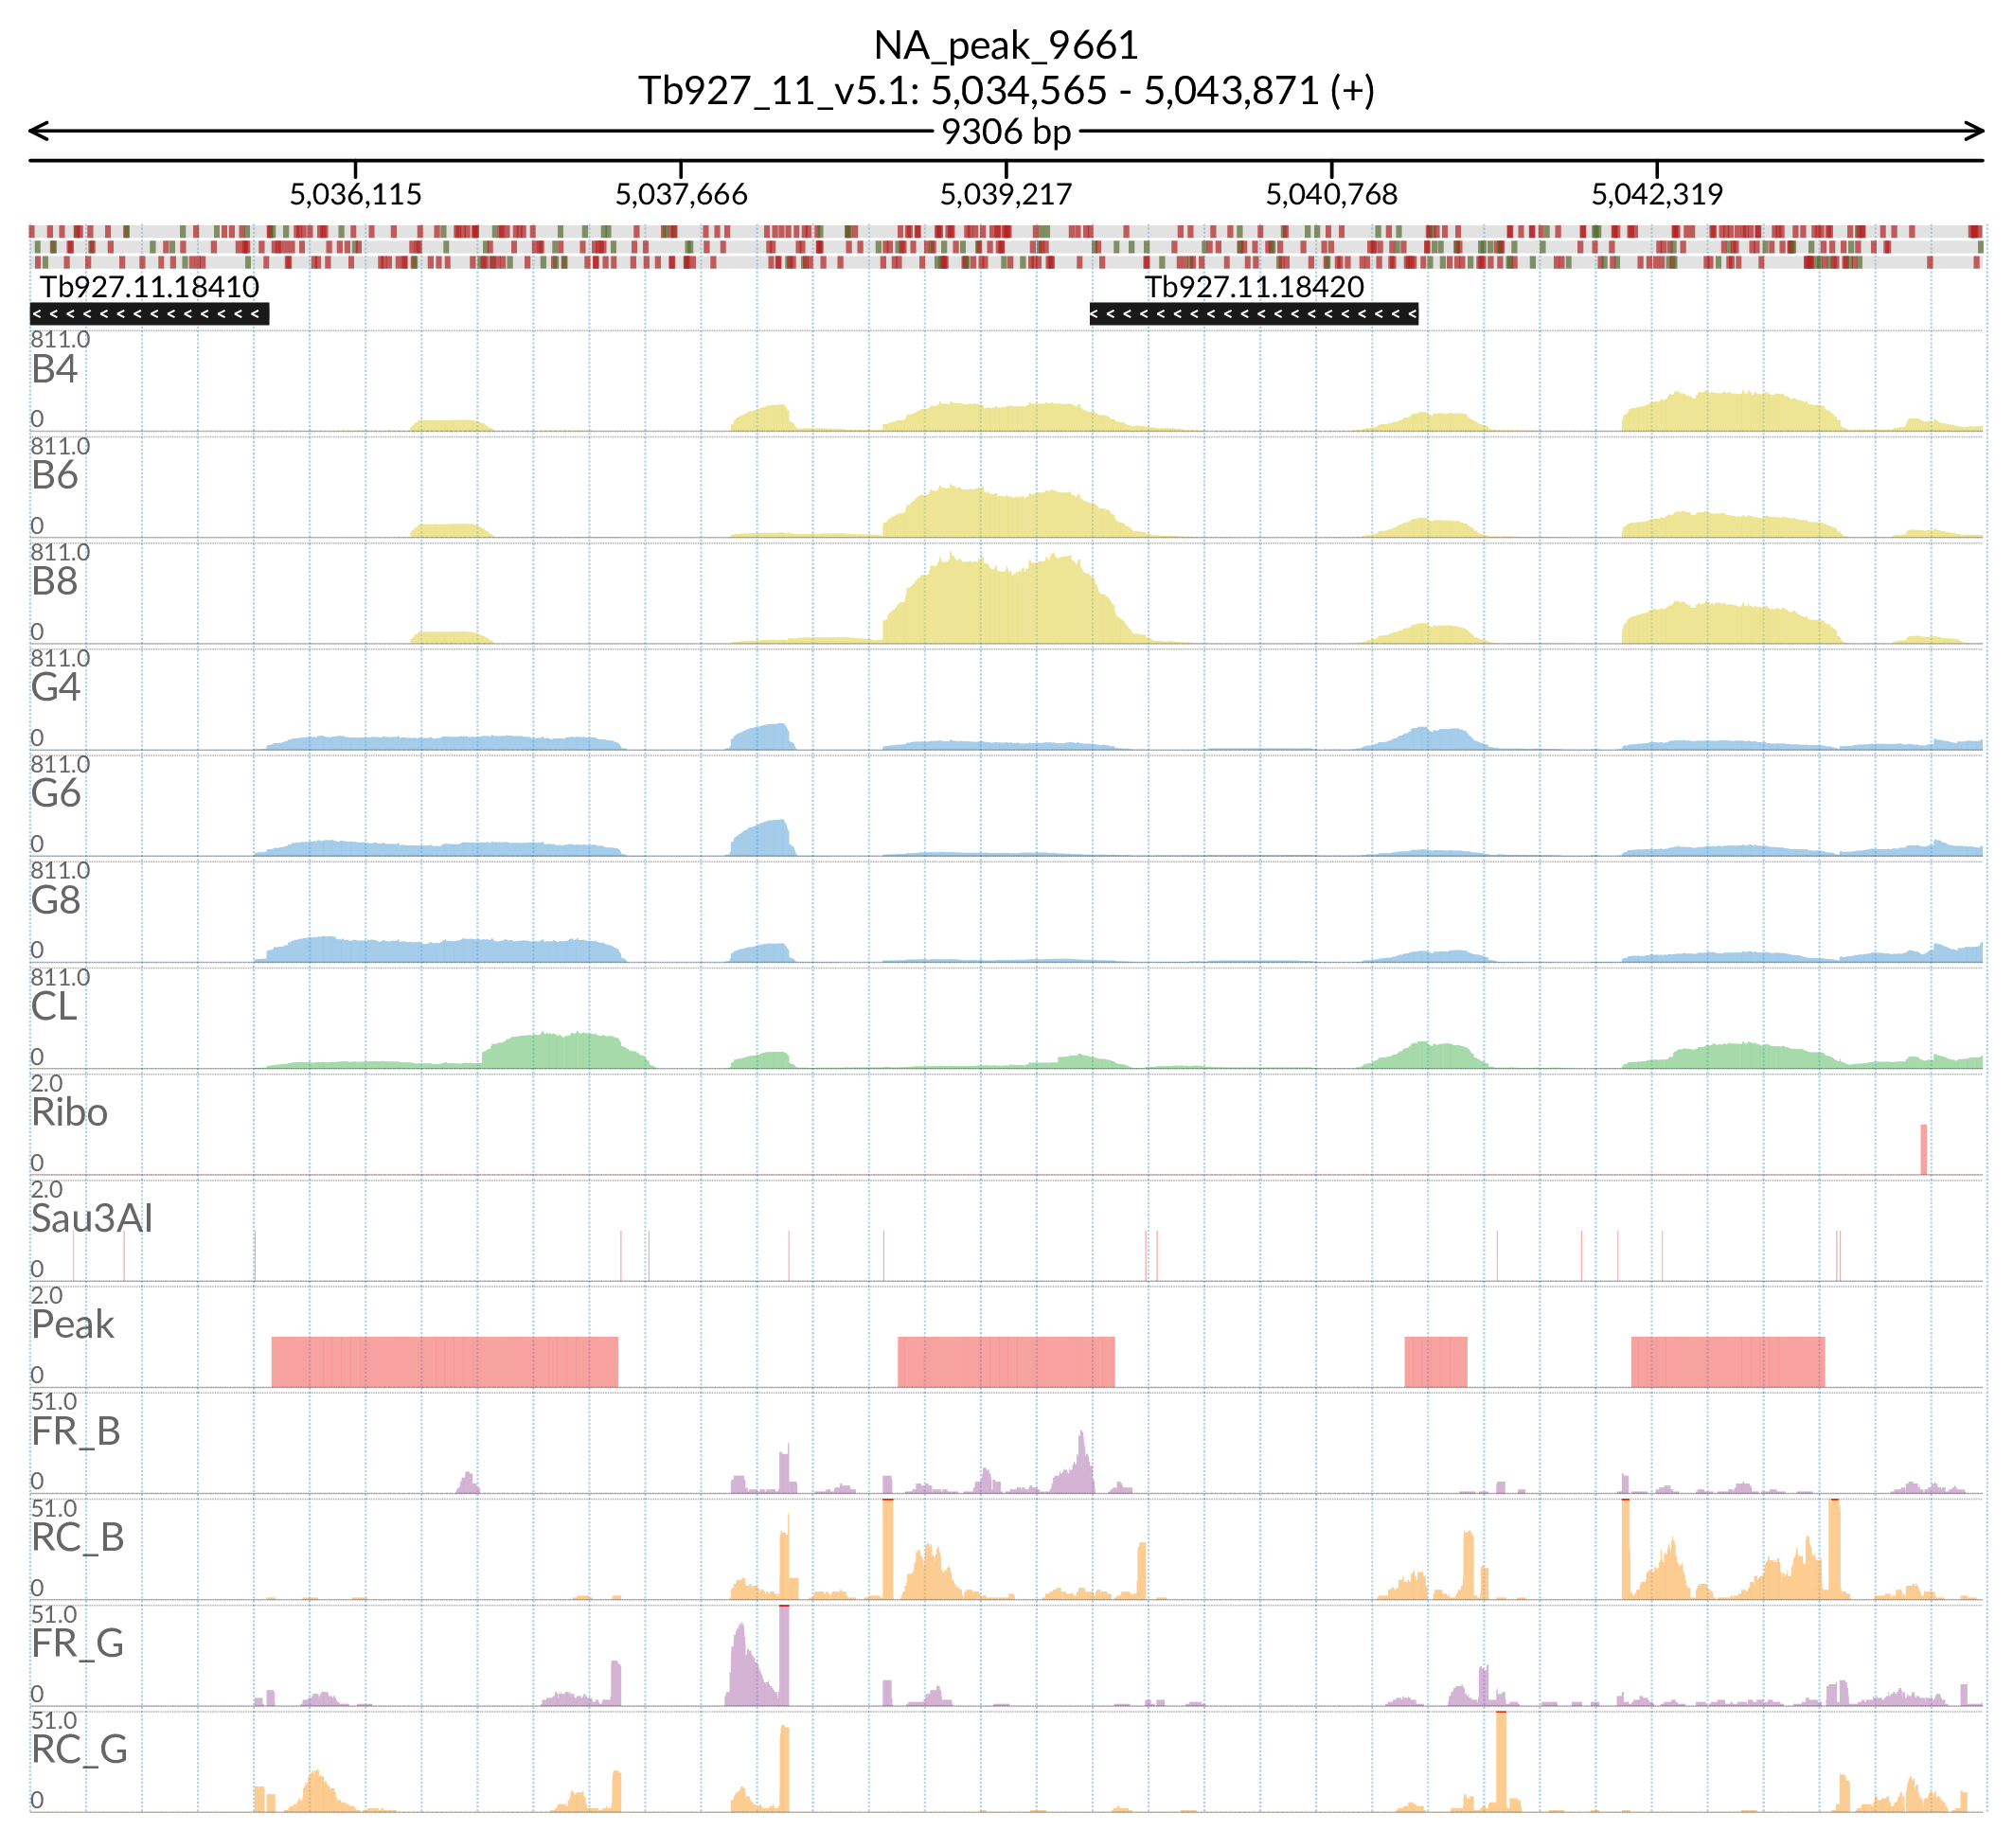 NA_peak_9661
Tb927_11_v5.1: 5,034,565 - 5,043,871 (+)
9306 bp
5,036,115 5,037,666 5,039,217 5,040,768 5,042,319
Tb927.11.18410 Tb927.11.18420
811.0
B4
0
811.0
B6
0
811.0
B8
0
811.0
G4
0
811.0
G6
0
811.0
G8
0
811.0
CL
0
2.0
Ribo
0
2.0
Sau3AI
0
2.0
Peak
0
51.0
FR_B
0
51.0
RC_B
0
51.0
FR_G
0
51.0
RC_G
0